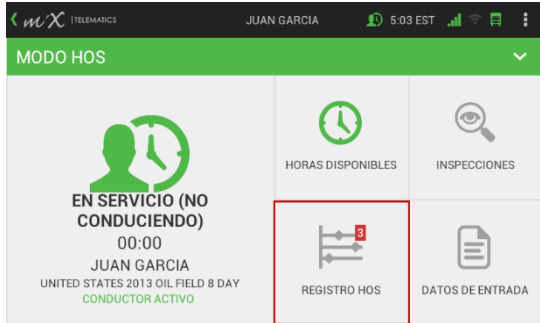 mix | TELEMATICS JUAN GARCIA 5:03 EST
MODO HOS
EN SERVICIO (NO
CONDUCIENDO)
00:00
JUAN GARCIA
UNITED STATES 2013 OIL FIELD 8 DAY
CONDUCTOR ACTIVO
HORAS DISPONIBLES
INSPECCIONES
3
REGISTRO HOS
DATOS DE ENTRADA